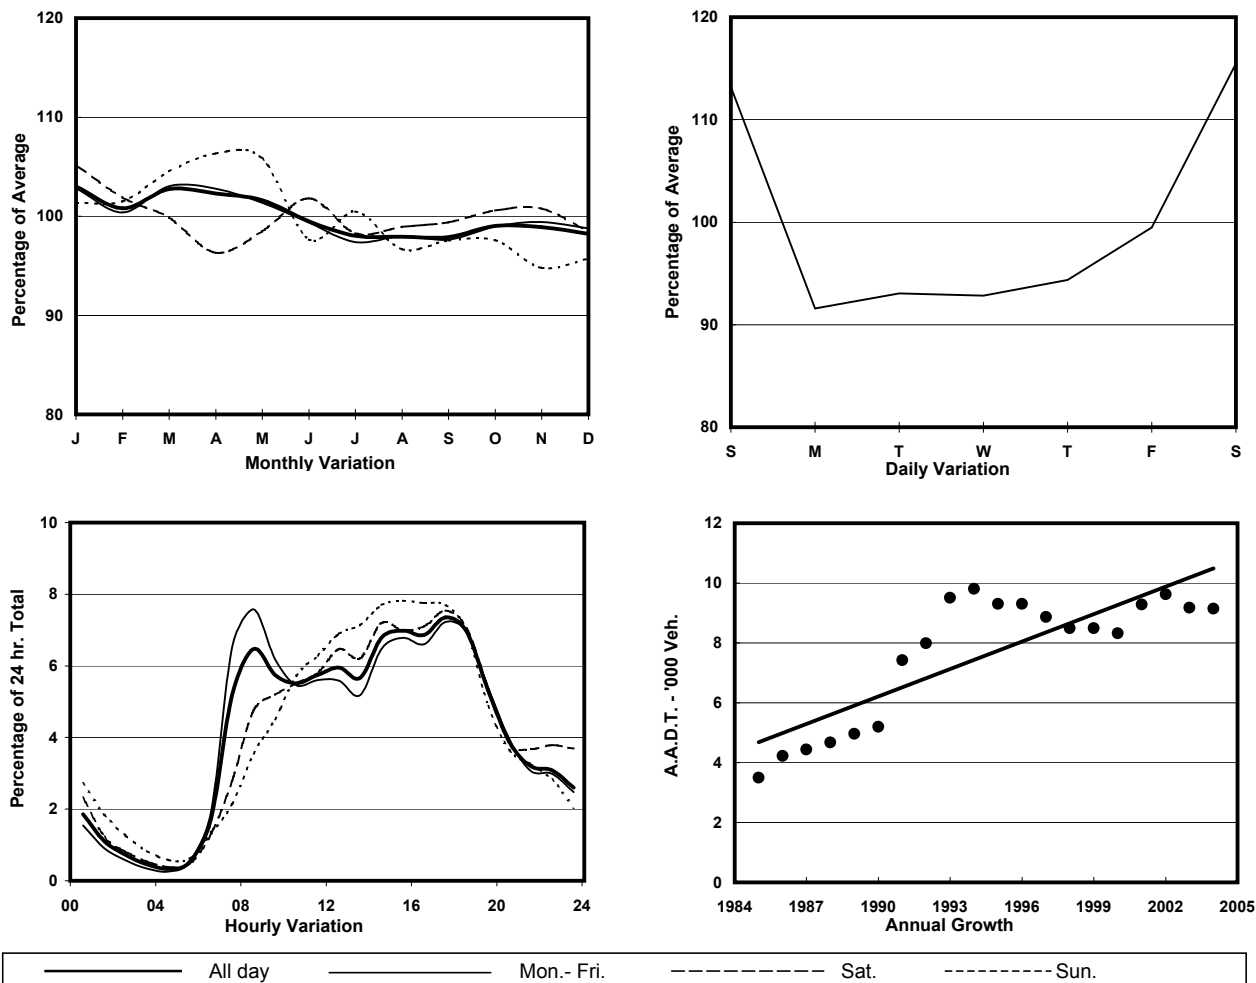 120
110
100
90
80
Percentage of Average
J F M A M J J A S O N D
Monthly Variation
120
110
100
90
80
Percentage of Average
S M T W T F S
Daily Variation
10
8
6
4
2
0
Percentage of 24 hr. Total
00 04 08 12 16 20 24
Hourly Variation
12
10
8
6
4
2
0
A.A.D.T. - '000 Veh.
1984 1987 1990 1993 1996 1999 2002 2005
Annual Growth
All day Mon.- Fri. Sat. Sun.